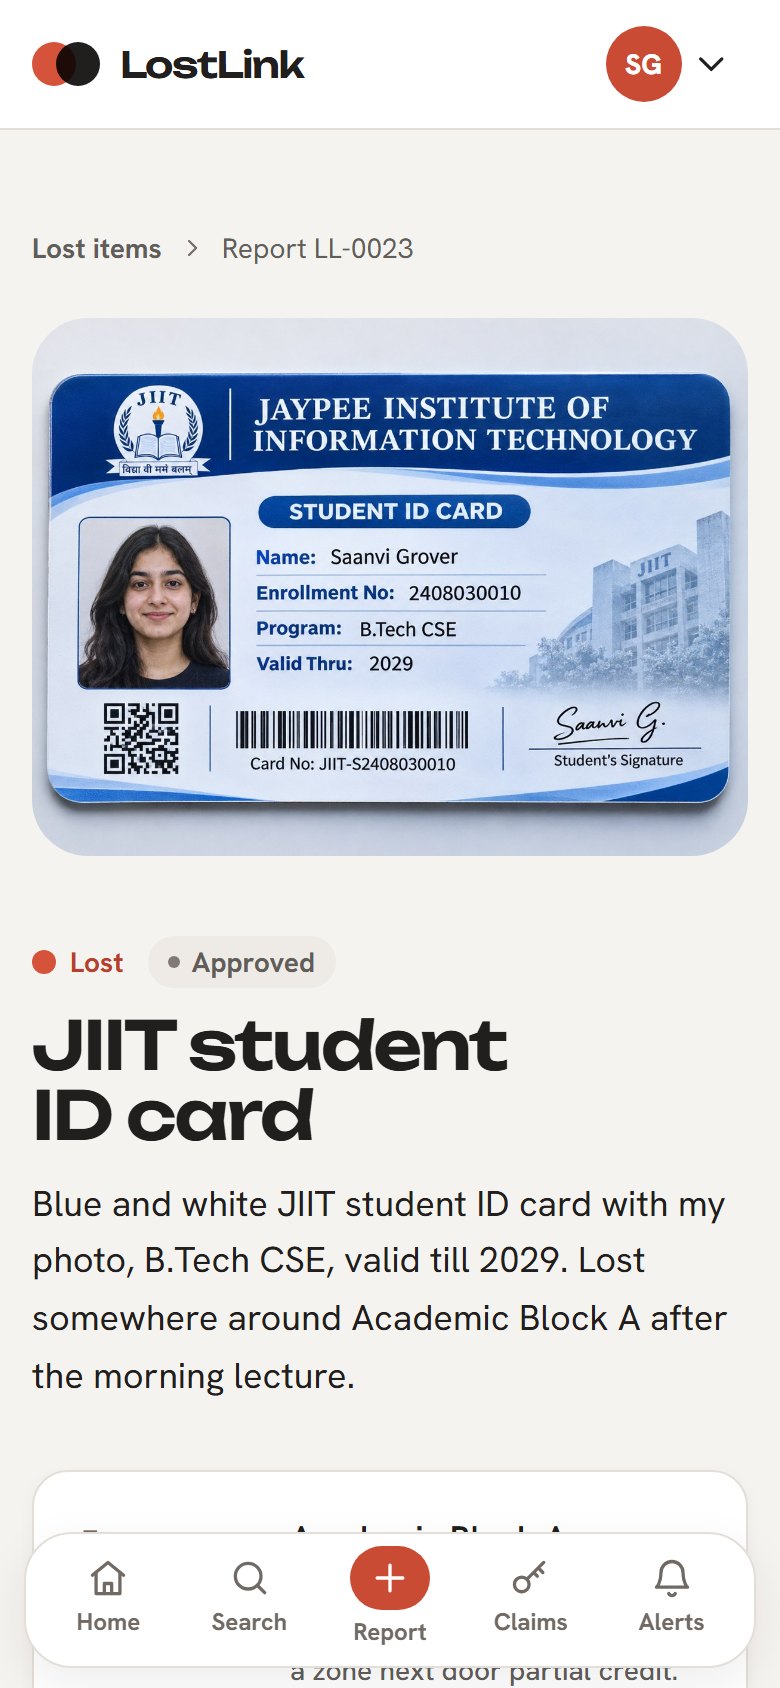 LostLink
SG
Lost items > Report LL-0023
JIIT
विद्या वी ममं बलम्
JAYPEE INSTITUTE OF
INFORMATION TECHNOLOGY
STUDENT ID CARD
Name: Saanvi Grover
Enrollment No: 2408030010
Program: B.Tech CSE
Valid Thru: 2029
JIIT
Card No: JIIT-S2408030010
Saanvi G.
Student's Signature
Lost
Approved
JIIT student
ID card
Blue and white JIIT student ID card with my
photo, B.Tech CSE, valid till 2029. Lost
somewhere around Academic Block A after
the morning lecture.
Academic Block A
Home
Search
Report
Claims
Alerts
a zone next door partial credit.